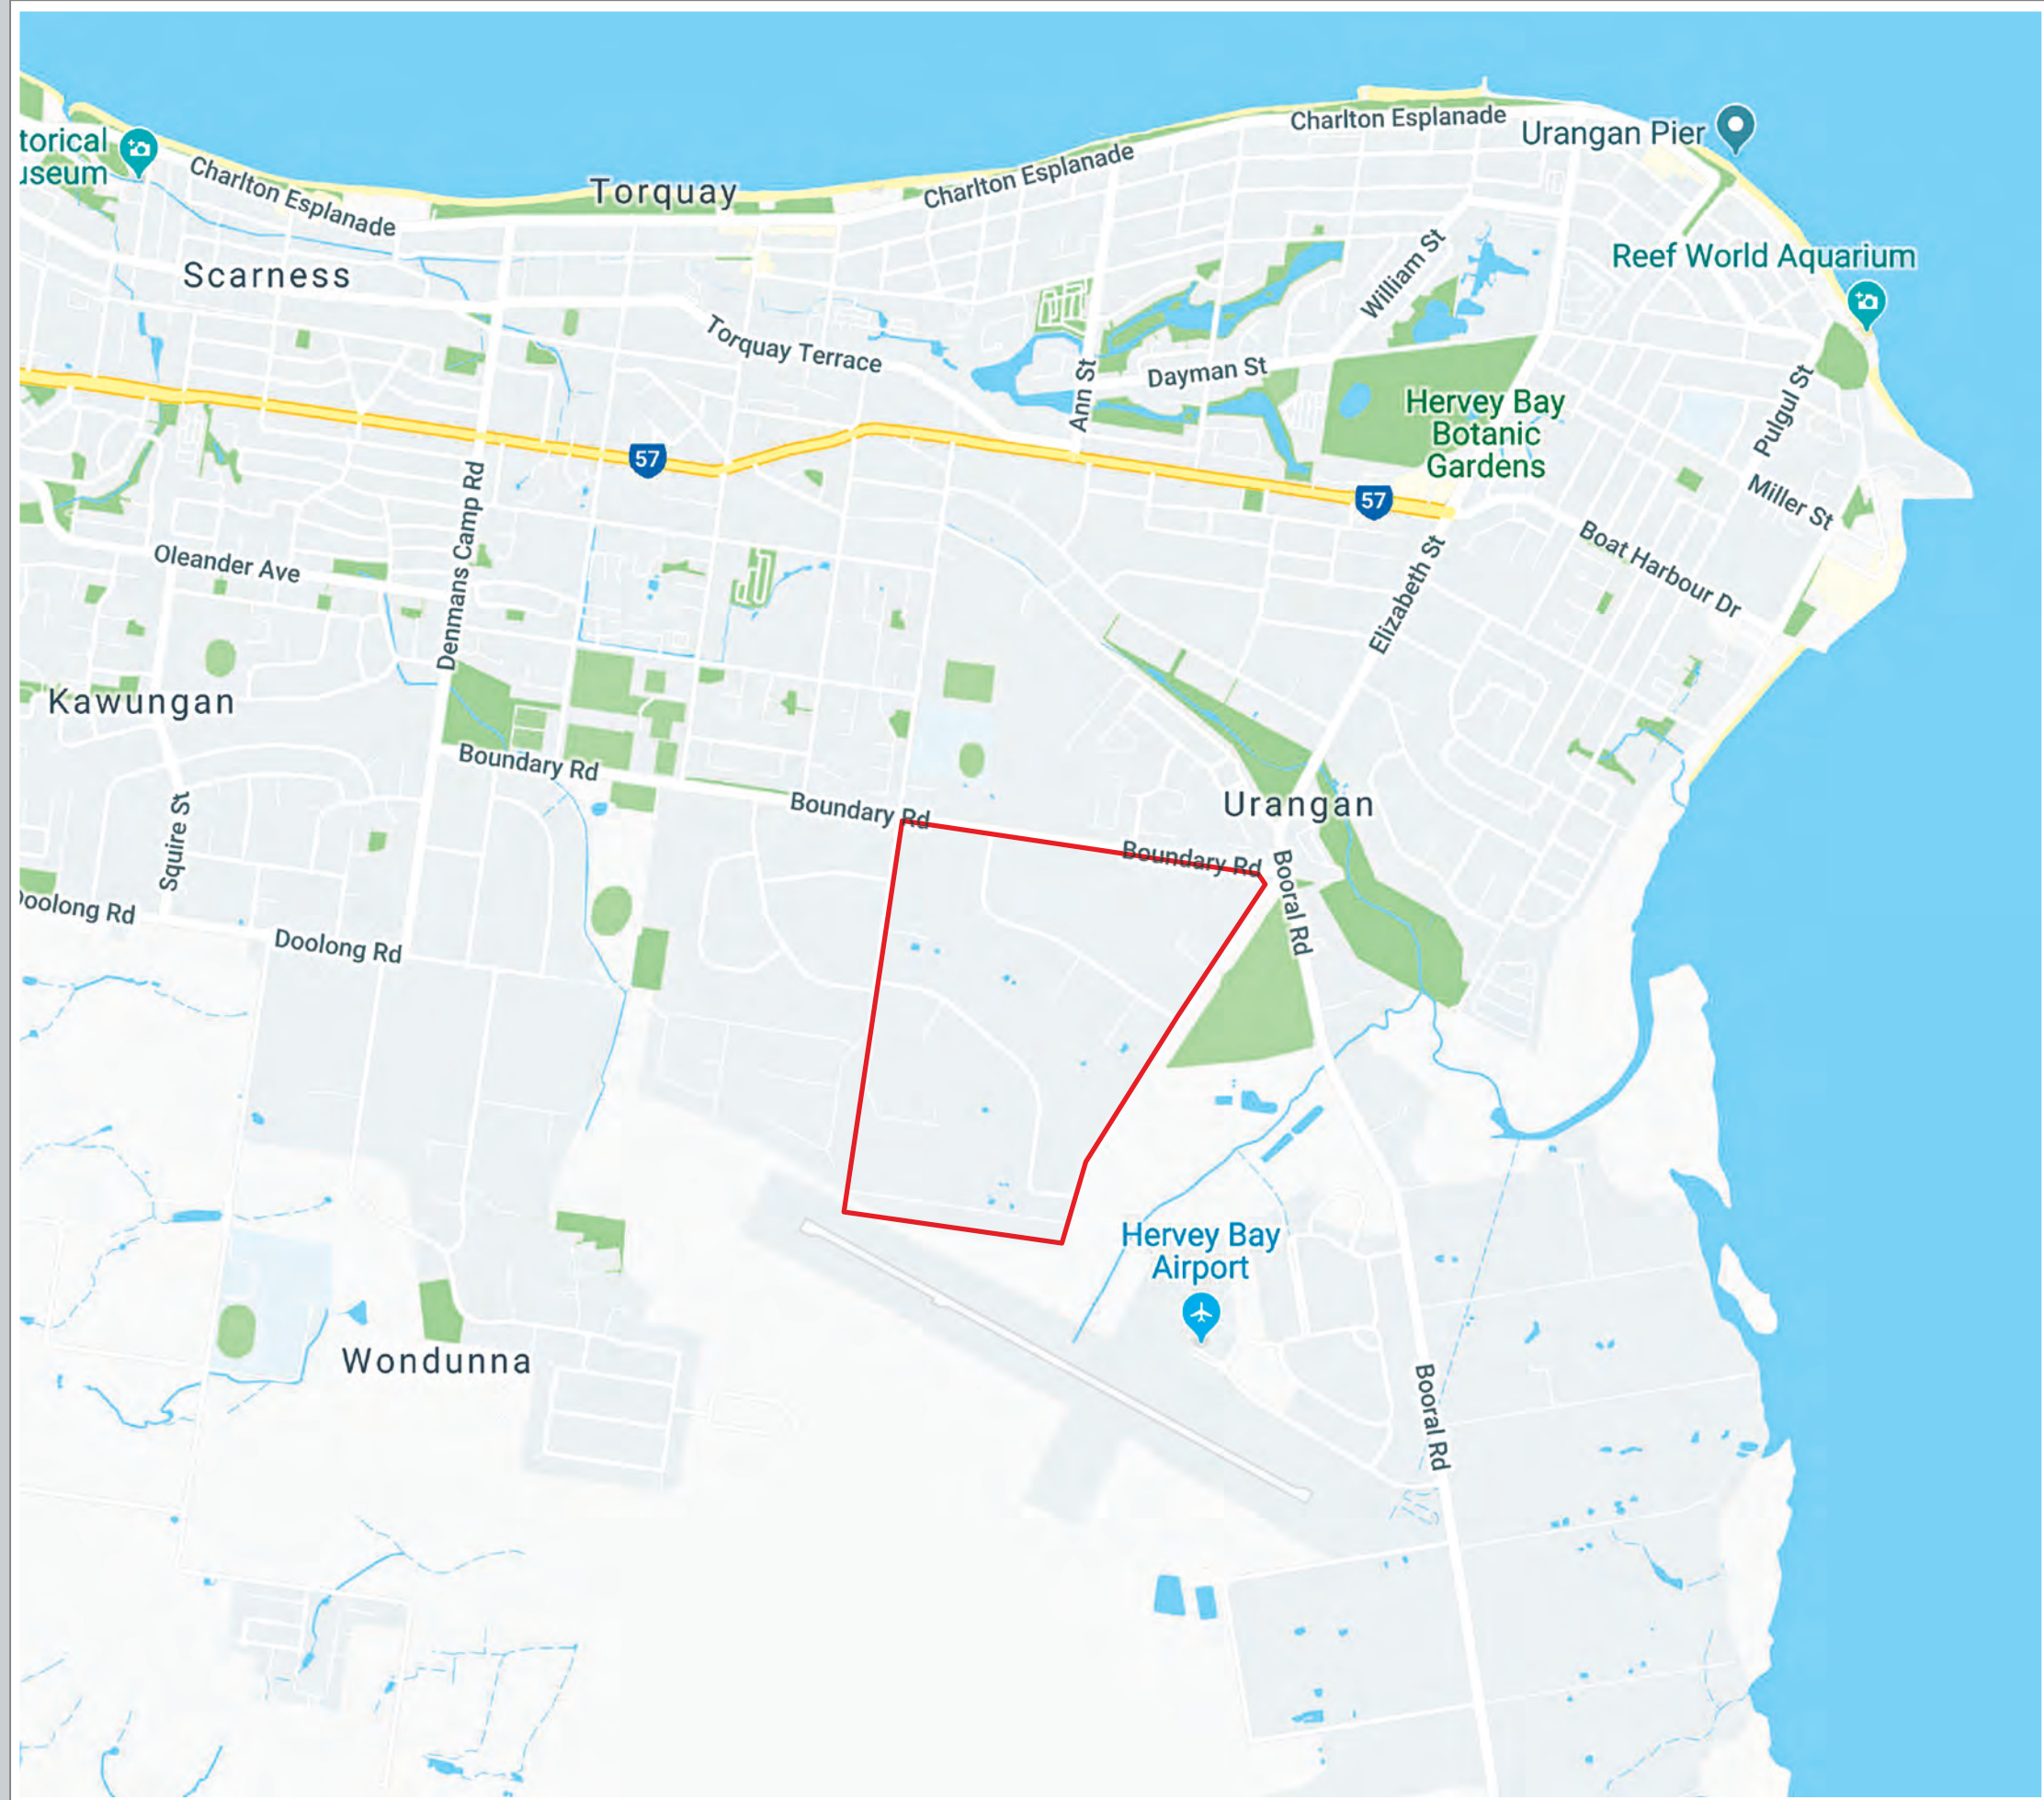 Charlton Esplanade
Urangan Pier
torical
useum
Charlton Esplanade
Torquay
Charlton Esplanade
Scarness
William St
Reef World Aquarium
Torquay Terrace
Dayman St
Ann St
Pulgul St
Hervey Bay
Botanic
Gardens
57
57
Miller St
Denmans Camp Rd
Oleander Ave
Elizabeth St
Boat Harbour Dr
Kawungan
Boundary Rd
Boundary Rd
Urangan
Boundary Rd
Squire St
Booral Rd
Doolong Rd
Doolong Rd
Hervey Bay
Airport
Wondunna
Booral Rd